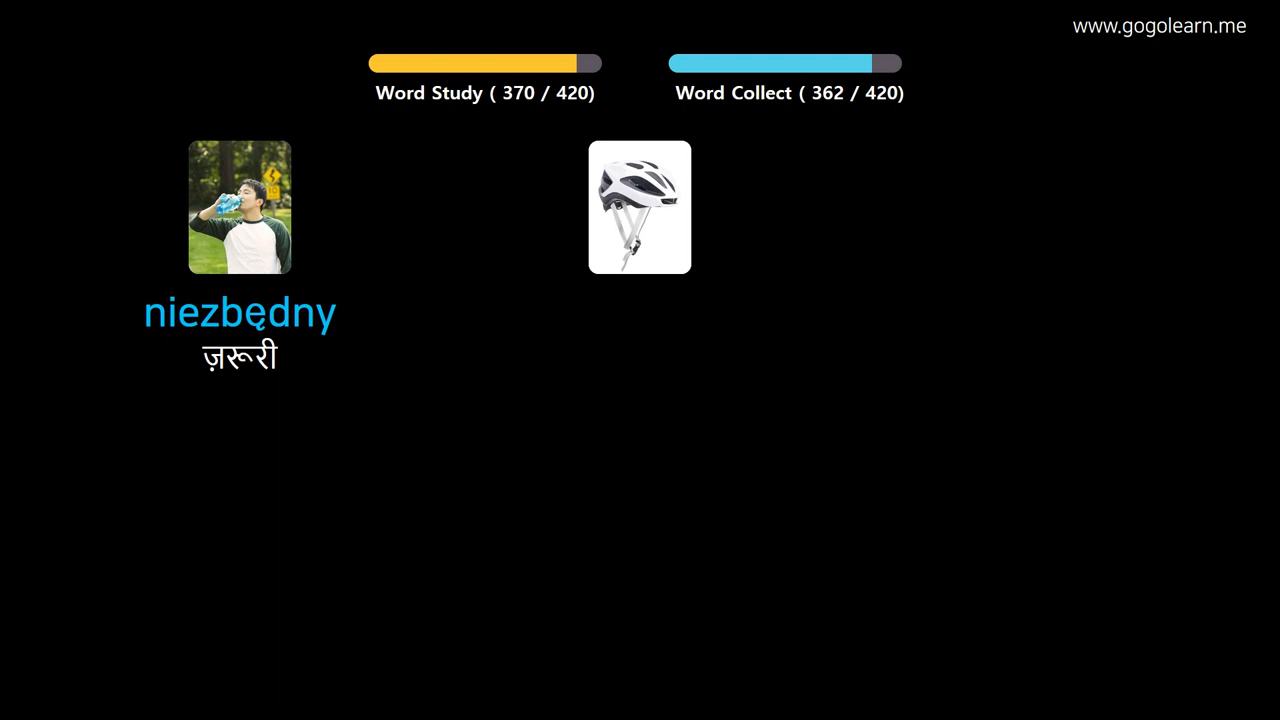 www.gogolearn.me
Word Study ( 370 / 420)
Word Collect ( 362 / 420)
niezbędny
ज़रूरी